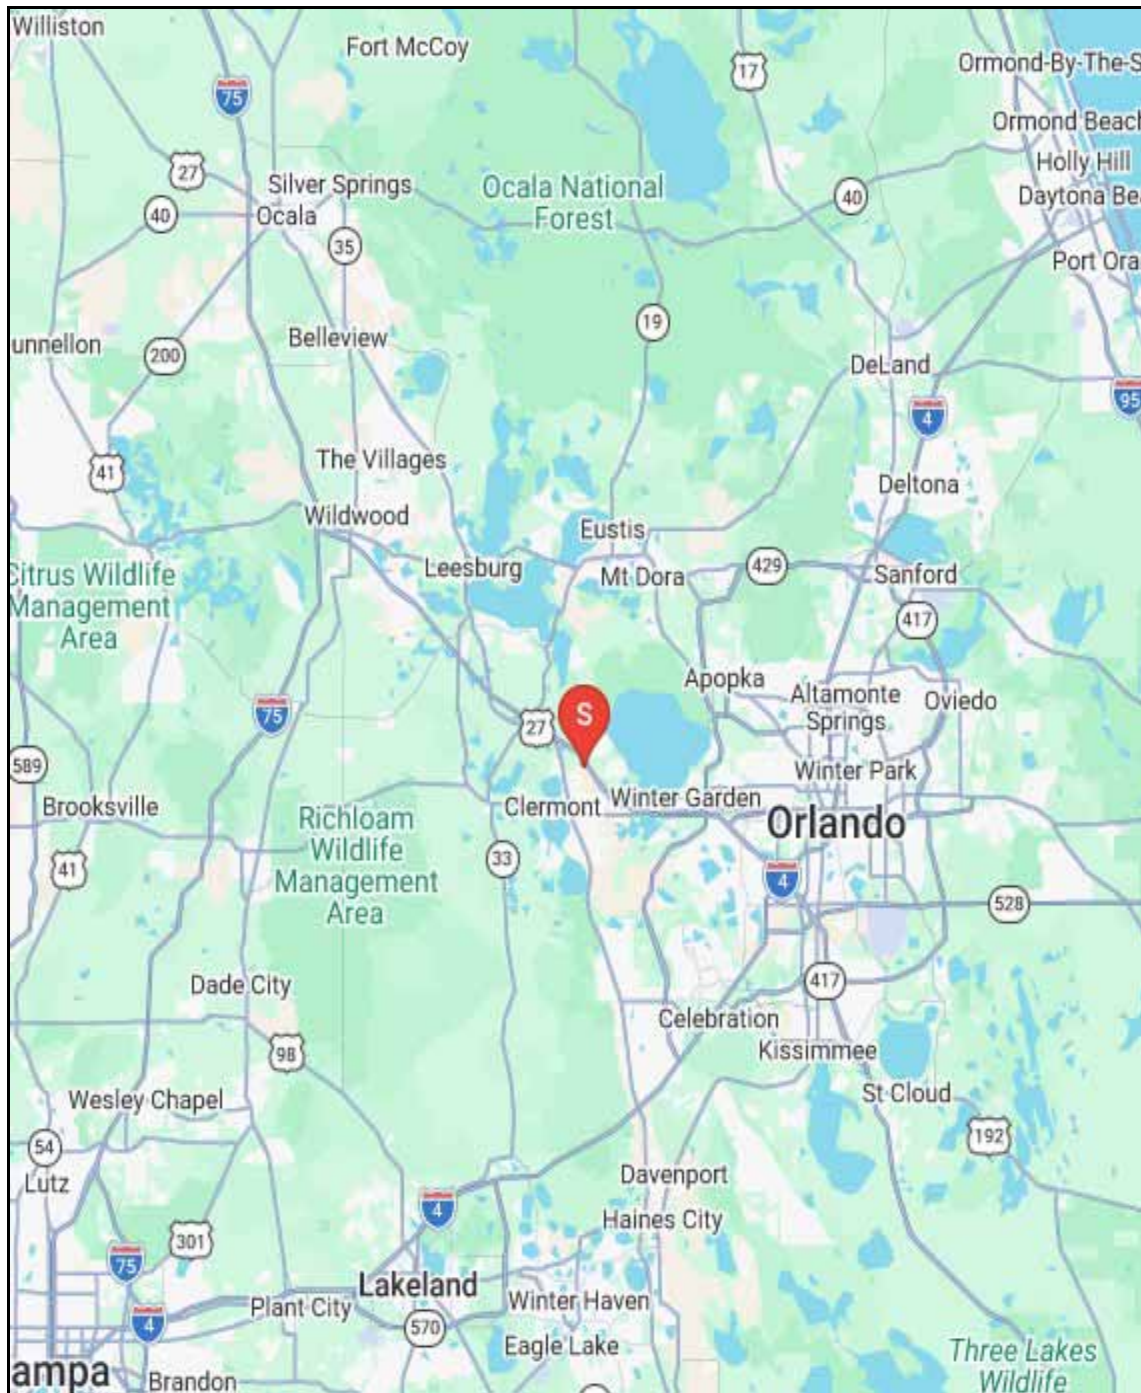 Williston
Fort McCoy
17
Ormond-By-The-S
75
Ormond Beach
Holly Hill
27
Silver Springs
Ocala National
Forest
40
Daytona Bea
40
Ocala
35
Port Ora
19
unnellon
200
Belleview
DeLand
95
4
41
The Villages
Deltona
Wildwood
Eustis
Leesburg
Mt Dora
429
Sanford
Citrus Wildlife
Management
Area
417
Apopka
Altamonte
Springs
Oviedo
75
27
S
589
Winter Park
Brooksville
Clermont
Winter Garden
Orlando
Richloam
Wildlife
Management
Area
41
33
4
528
Dade City
417
Celebration
98
Kissimmee
Wesley Chapel
St Cloud
192
54
Lutz
Davenport
4
Haines City
301
75
Lakeland
4
Plant City
Winter Haven
570
Eagle Lake
Three Lakes
Wildlife
ampa
Brandon